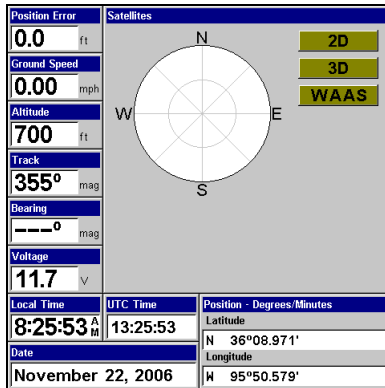 Position Error
0.0 ft
Ground Speed
0.00 mph
Altitude
700 ft
Track
355° mag
Bearing
---° mag
Voltage
11.7 V
Satellites
N
W
E
S
2D
3D
WAAS
Local Time
8:25:53 AM
UTC Time
13:25:53
Date
November 22, 2006
Position - Degrees/Minutes
Latitude
N 36°08.971'
Longitude
W 95°50.579'